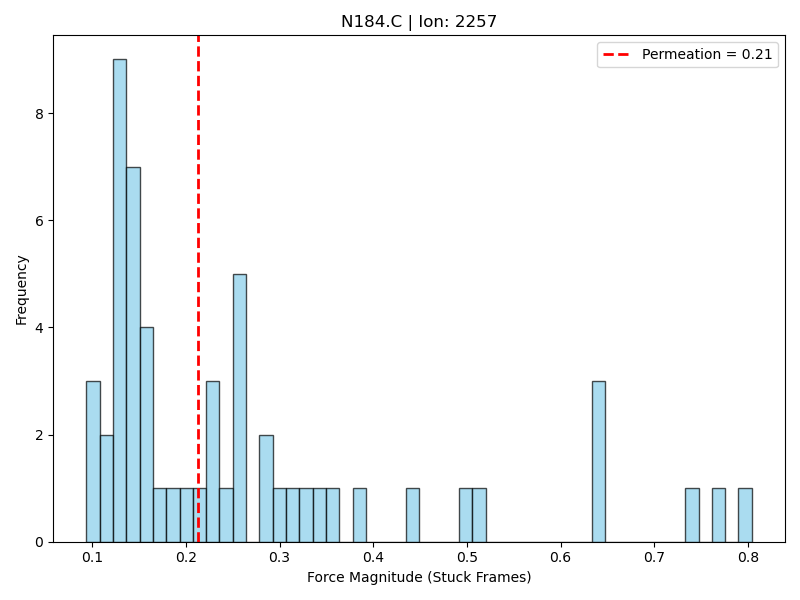 N184.C | Ion: 2257
Permeation = 0.21
Frequency
8
6
4
2
0
0.1 0.2 0.3 0.4 0.5 0.6 0.7 0.8
Force Magnitude (Stuck Frames)